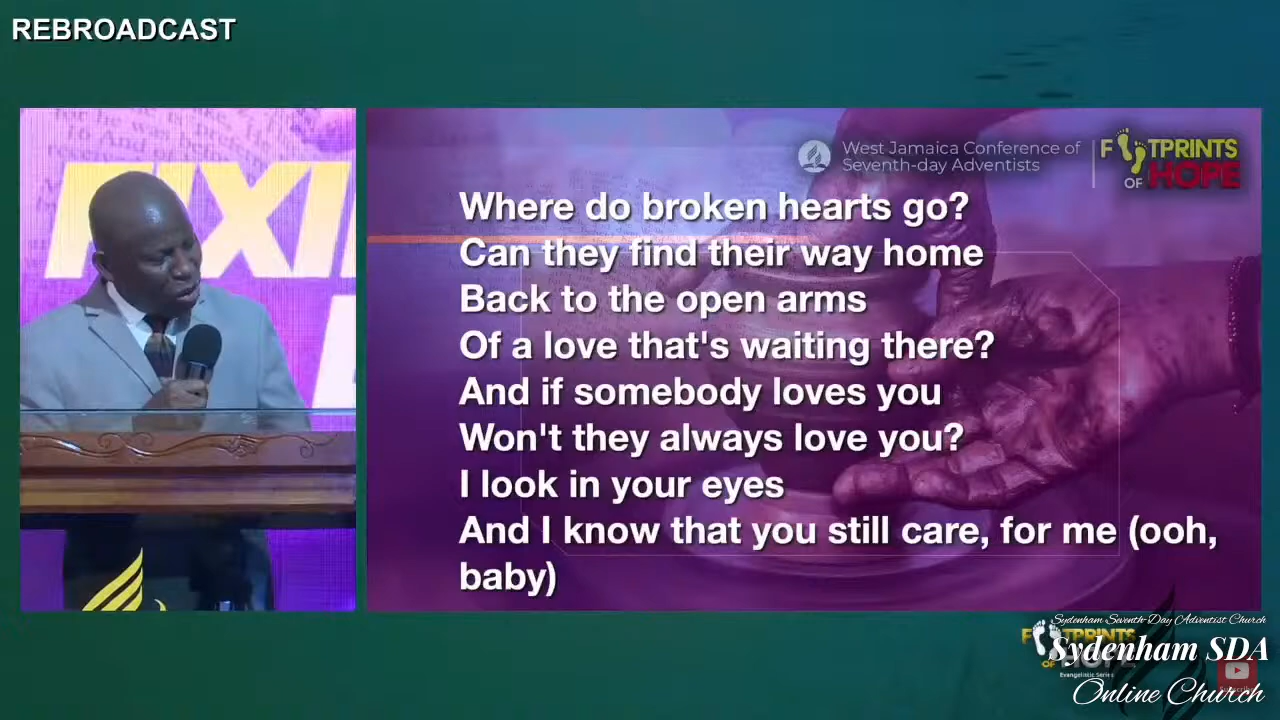 REBROADCAST
FIXI
West Jamaica Conference of
Seventh-day Adventists
FOOTPRINTS
OF HOPE
Where do broken hearts go?
Can they find their way home
Back to the open arms
Of a love that's waiting there?
And if somebody loves you
Won't they always love you?
I look in your eyes
And I know that you still care, for me (ooh,
baby)
Sydenham Seventh-Day Adventist Church
Sydenham SDA
Evangelistic Series
Online Church